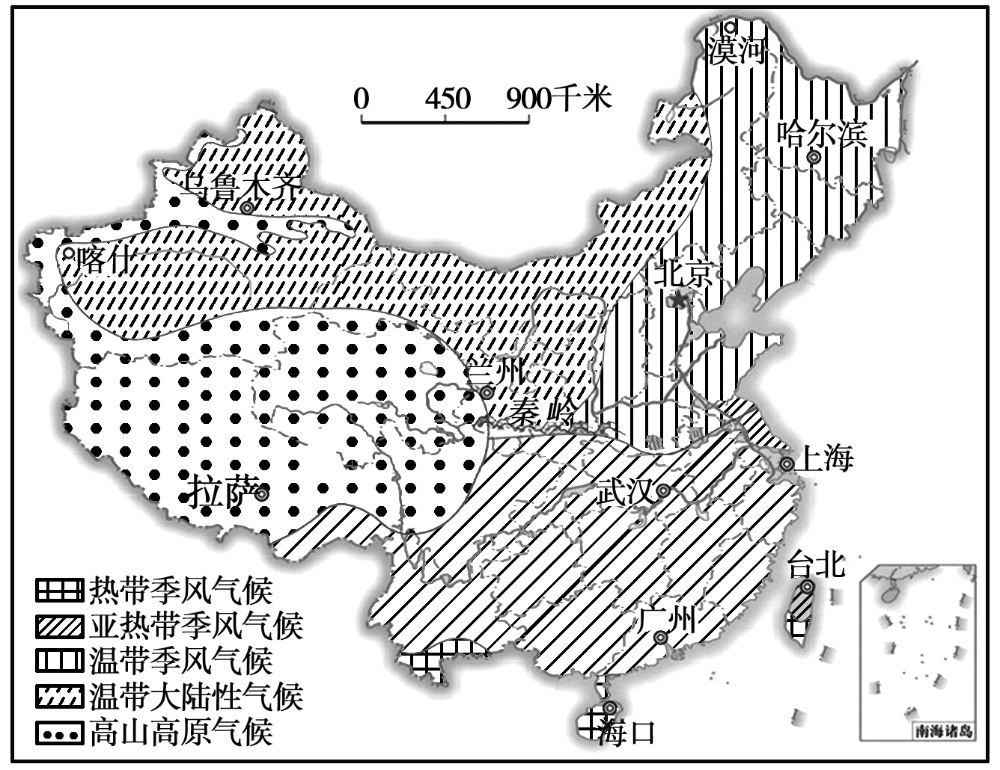 漠河
0 450 900千米
哈尔滨
乌鲁木齐
喀什
北京
兰州
秦岭
上海
拉萨
武汉
台北
广州
海口
热带季风气候
亚热带季风气候
温带季风气候
温带大陆性气候
高山高原气候
南海诸岛